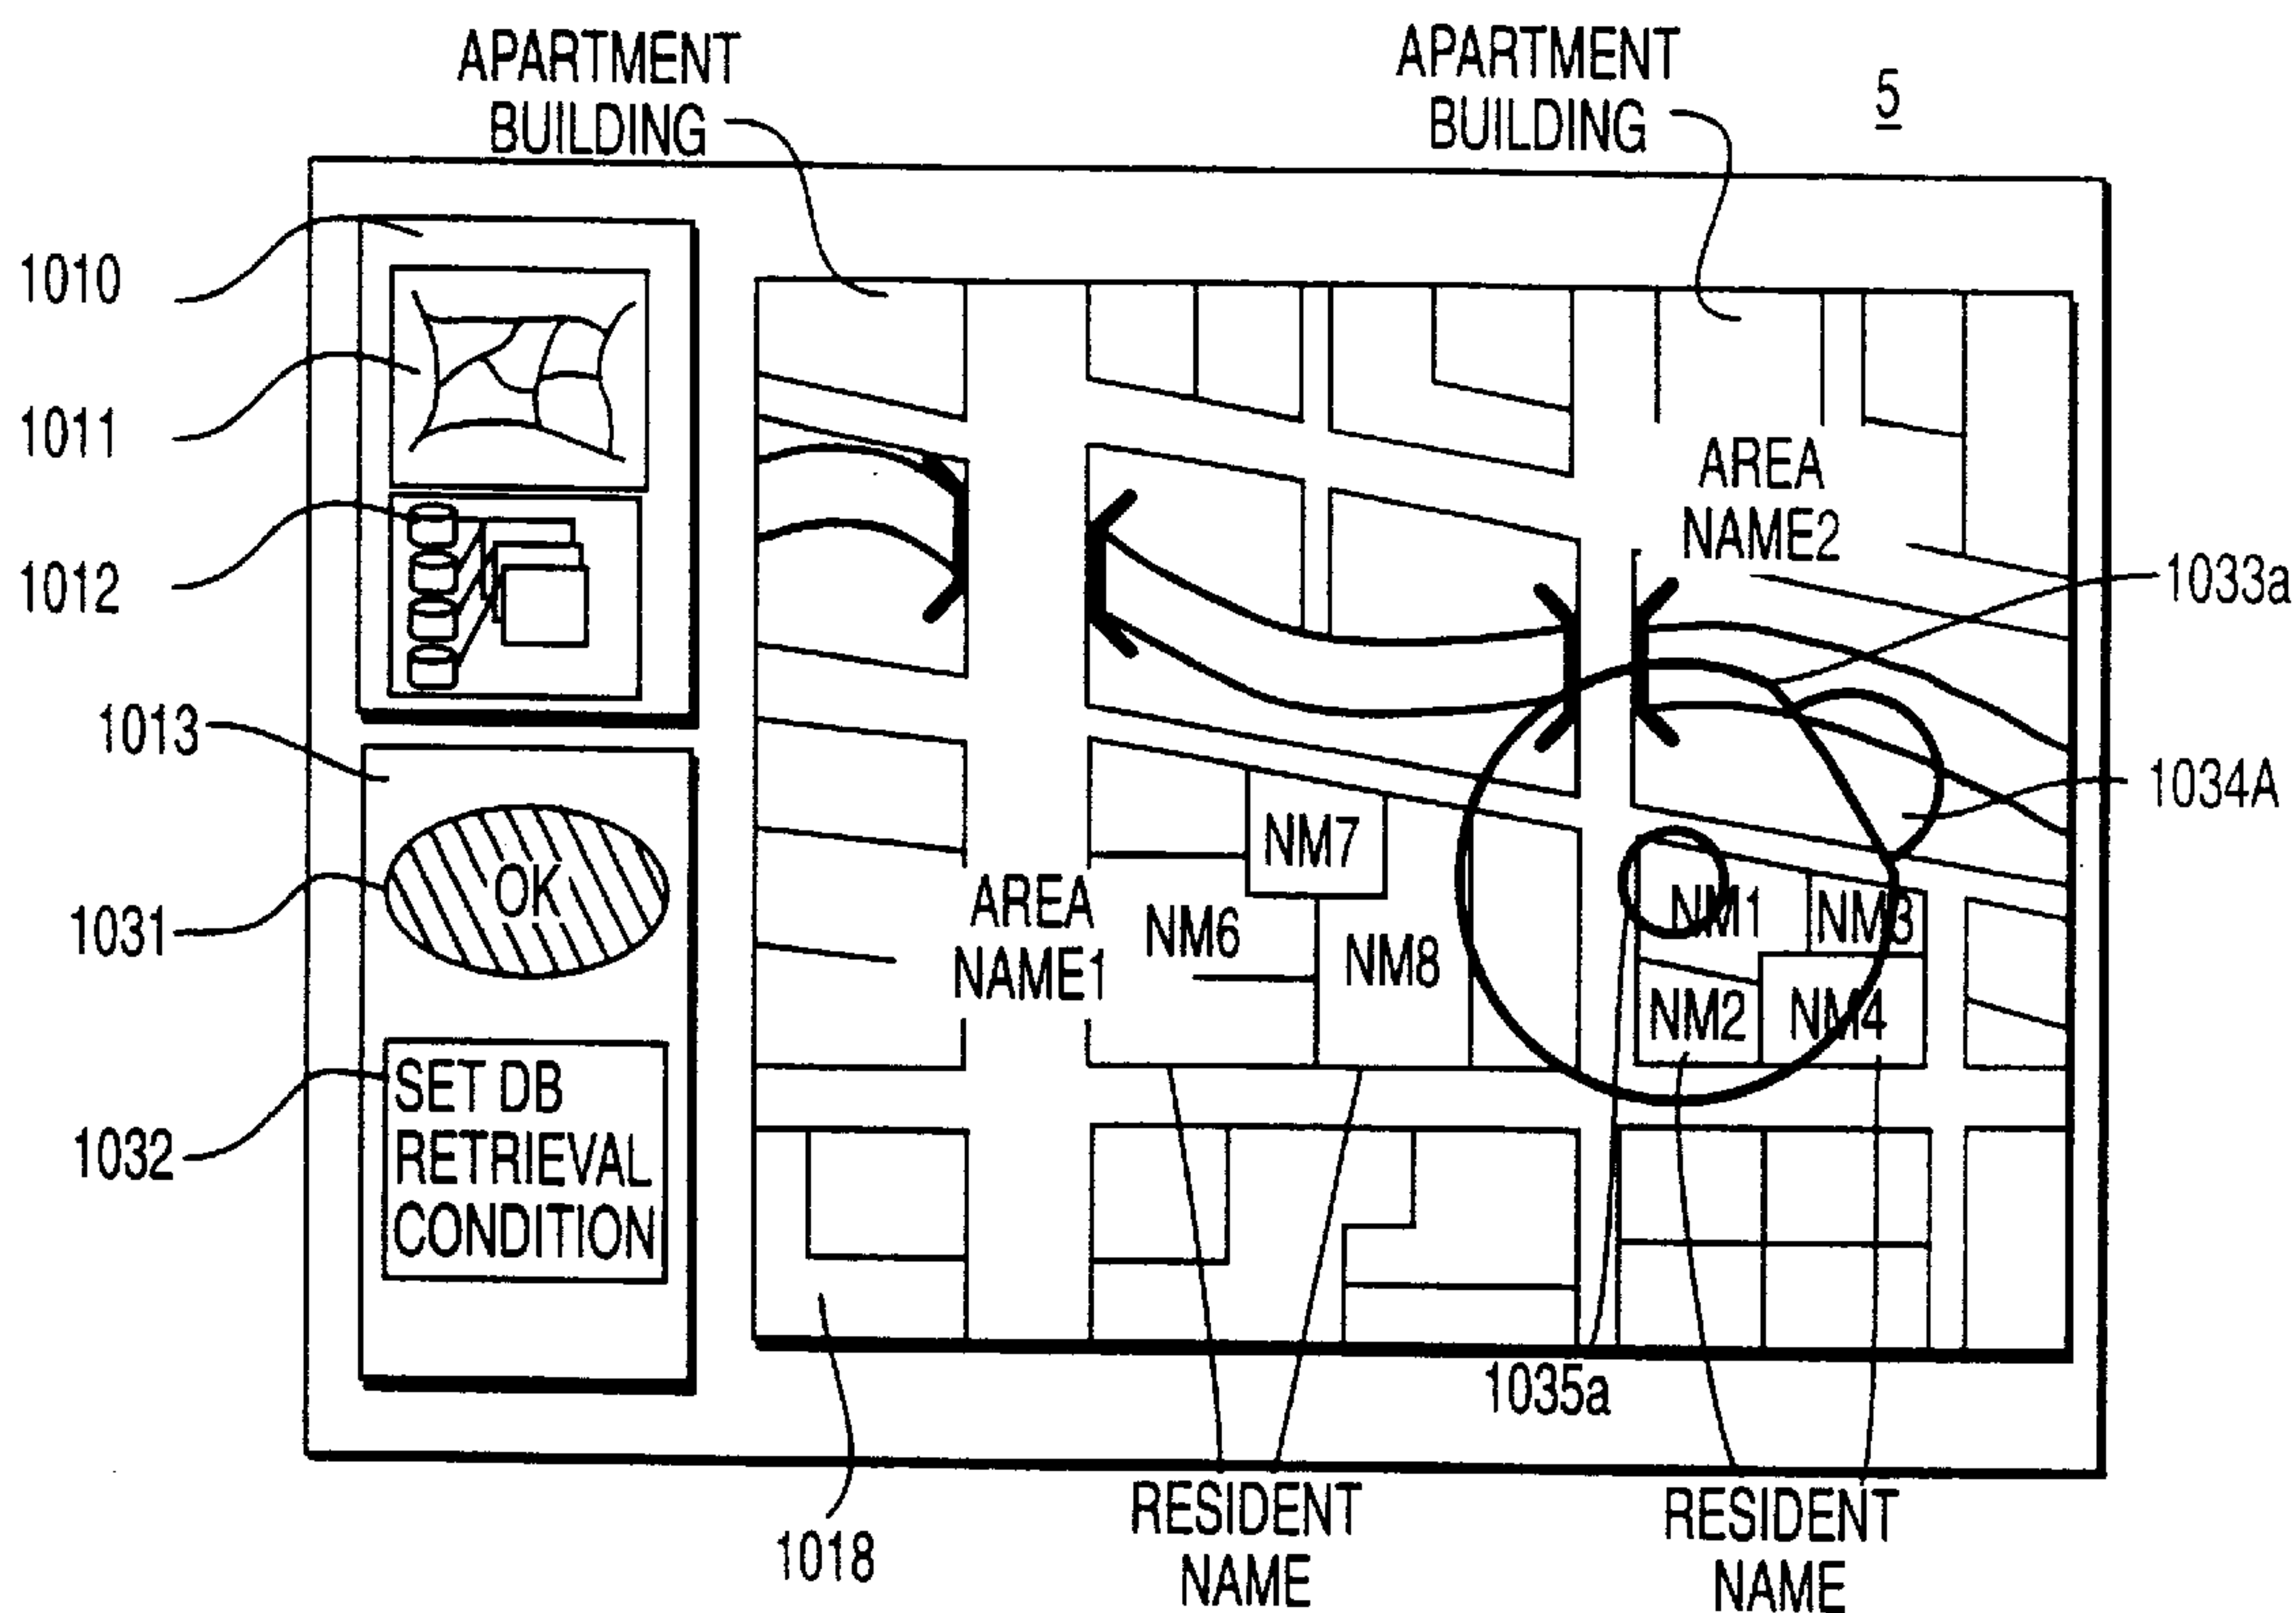 APARTMENT
BUILDING
APARTMENT
BUILDING
5
1010
1011
1012
1013
1031
1032
OK
SET DB
RETRIEVAL
CONDITION
AREA
NAME2
1033a
1034A
NM7
AREA
NAME1
NM6
NM8
NM1
NM3
NM2
NM4
1035a
1018
RESIDENT
NAME
RESIDENT
NAME